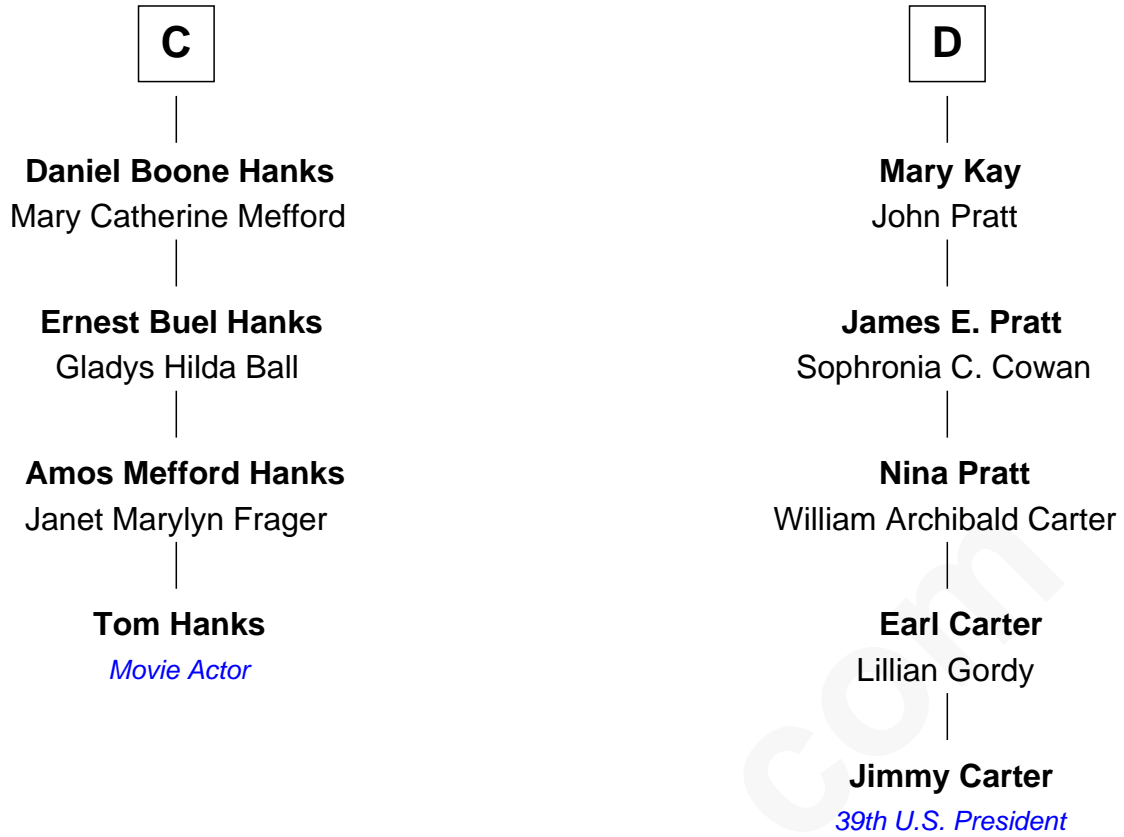 C
Daniel Boone Hanks
Mary Catherine Mefford
Ernest Buel Hanks
Gladys Hilda Ball
Amos Mefford Hanks
Janet Marylyn Frager
Tom Hanks
Movie Actor
D
Mary Kay
John Pratt
James E. Pratt
Sophronia C. Cowan
Nina Pratt
William Archibald Carter
Earl Carter
Lillian Gordy
Jimmy Carter
39th U.S. President
com